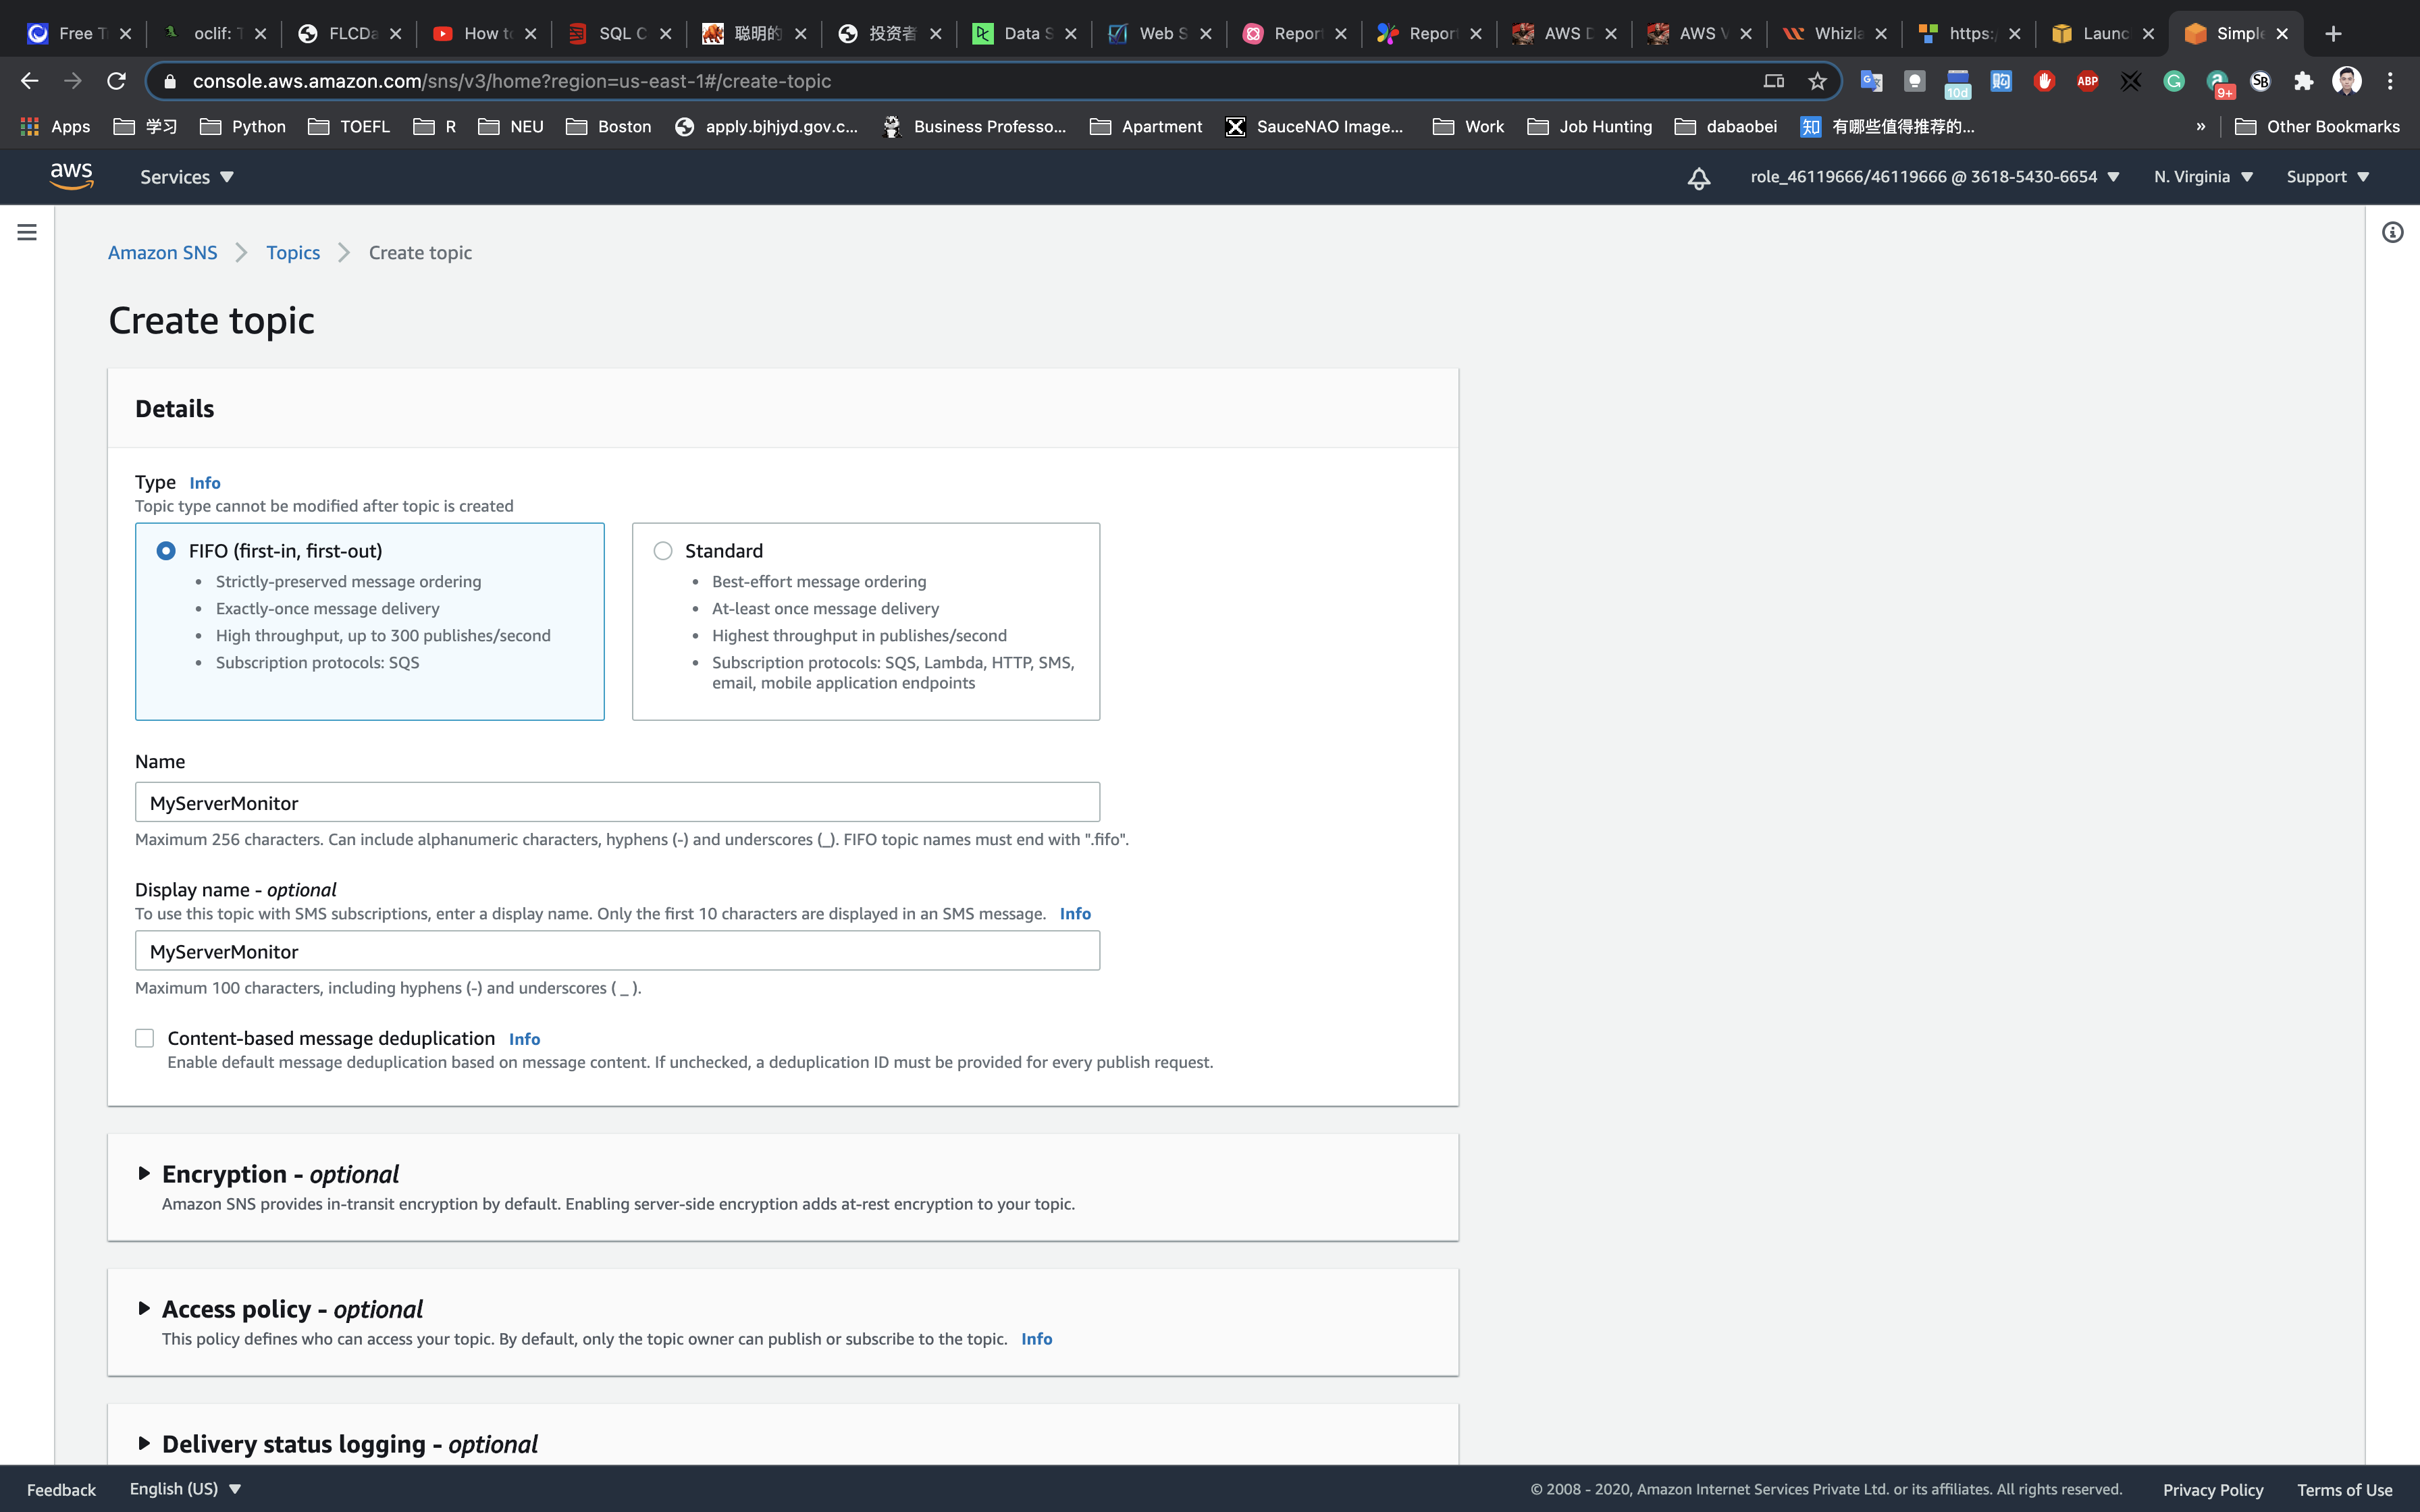 Free T
oclif: T
FLCDa
How to
SQL C
聪明的
投资者
Data S
Web S
Report
Report
AWS D
AWS V
Whizla
https:/
Launc
Simple
console.aws.amazon.com/sns/v3/home?region=us-east-1#/create-topic
10d
ABP
9+
SB
Apps
学习
Python
TOEFL
R
NEU
Boston
apply.bjhjyd.gov.c...
Business Professo...
Apartment
SauceNAO Image...
Work
Job Hunting
dabaobei
知 有哪些值得推荐的...
»
Other Bookmarks
aws
Services
role_46119666/46119666 @ 3618-5430-6654
N. Virginia
Support
Amazon SNS
Topics
Create topic
Create topic
Details
Type Info
Topic type cannot be modified after topic is created
FIFO (first-in, first-out)
• Strictly-preserved message ordering
• Exactly-once message delivery
• High throughput, up to 300 publishes/second
• Subscription protocols: SQS
Standard
• Best-effort message ordering
• At-least once message delivery
• Highest throughput in publishes/second
• Subscription protocols: SQS, Lambda, HTTP, SMS,
email, mobile application endpoints
Name
MyServerMonitor
Maximum 256 characters. Can include alphanumeric characters, hyphens (-) and underscores (_). FIFO topic names must end with ".fifo".
Display name - optional
To use this topic with SMS subscriptions, enter a display name. Only the first 10 characters are displayed in an SMS message. Info
MyServerMonitor
Maximum 100 characters, including hyphens (-) and underscores ( _ ).
Content-based message deduplication Info
Enable default message deduplication based on message content. If unchecked, a deduplication ID must be provided for every publish request.
Encryption - optional
Amazon SNS provides in-transit encryption by default. Enabling server-side encryption adds at-rest encryption to your topic.
Access policy - optional
This policy defines who can access your topic. By default, only the topic owner can publish or subscribe to the topic. Info
Delivery status logging - optional
Feedback
English (US)
© 2008 - 2020, Amazon Internet Services Private Ltd. or its affiliates. All rights reserved.
Privacy Policy
Terms of Use